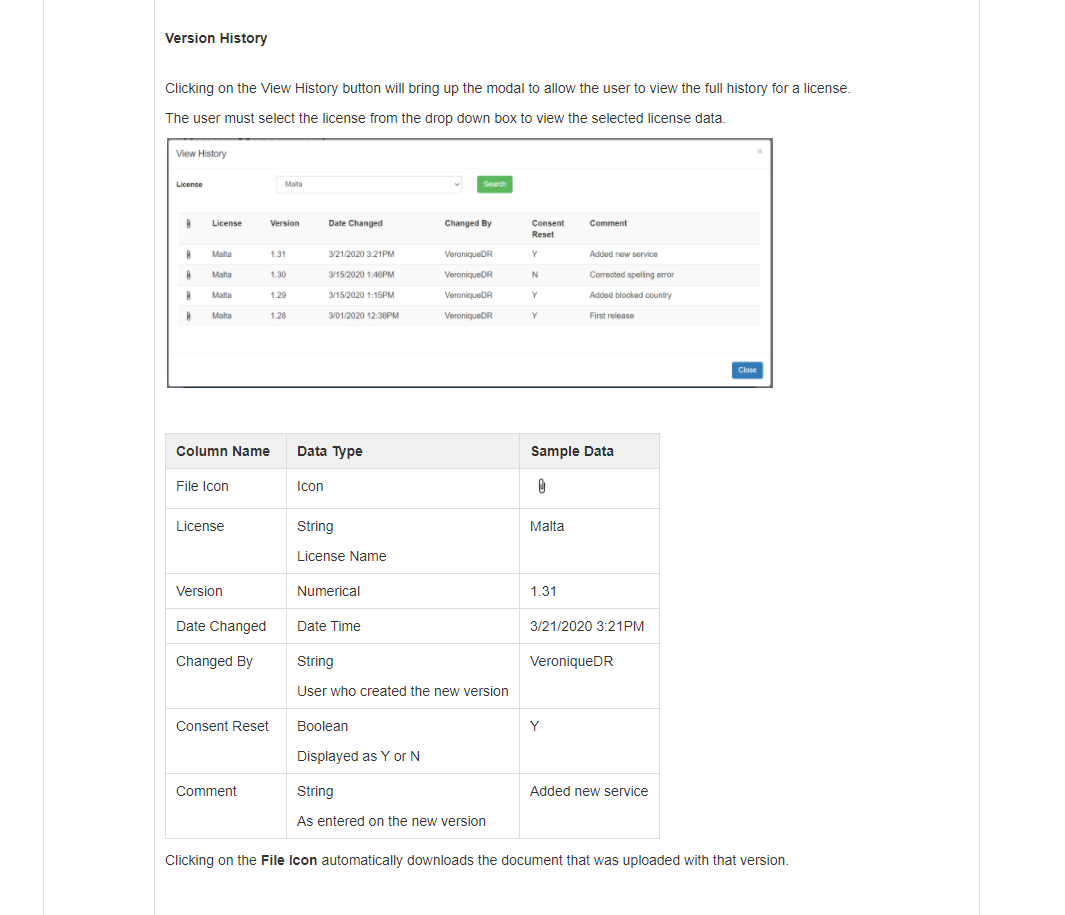 Version History
Clicking on the View History button will bring up the modal to allow the user to view the full history for a license.
The user must select the license from the drop down box to view the selected license data.
View History ×
License Malta Search
License Version Date Changed Changed By Consent Reset Comment
Malta 1.31 3/21/2020 3:21PM VeroniqueDR Y Added new service
Malta 1.30 3/15/2020 1:46PM VeroniqueDR N Corrected spelling error
Malta 1.29 3/15/2020 1:15PM VeroniqueDR Y Added blocked country
Malta 1.28 3/01/2020 12:38PM VeroniqueDR Y First release
Close
Column Name Data Type Sample Data
File Icon Icon
License String Malta
License Name
Version Numerical 1.31
Date Changed Date Time 3/21/2020 3:21PM
Changed By String VeroniqueDR
User who created the new version
Consent Reset Boolean Y
Displayed as Y or N
Comment String Added new service
As entered on the new version
Clicking on the File Icon automatically downloads the document that was uploaded with that version.